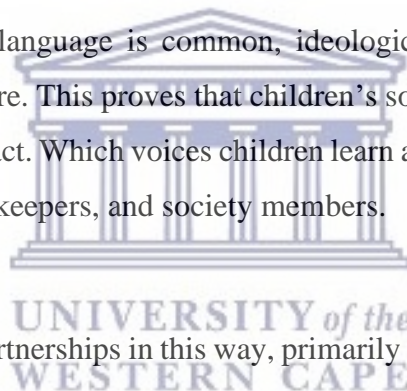 language is common, ideologic
re. This proves that children's so
act. Which voices children learn a
keepers, and society members.
UNIVERSITY of the
rtnerships in this way, primarily
WESTERN CAPE